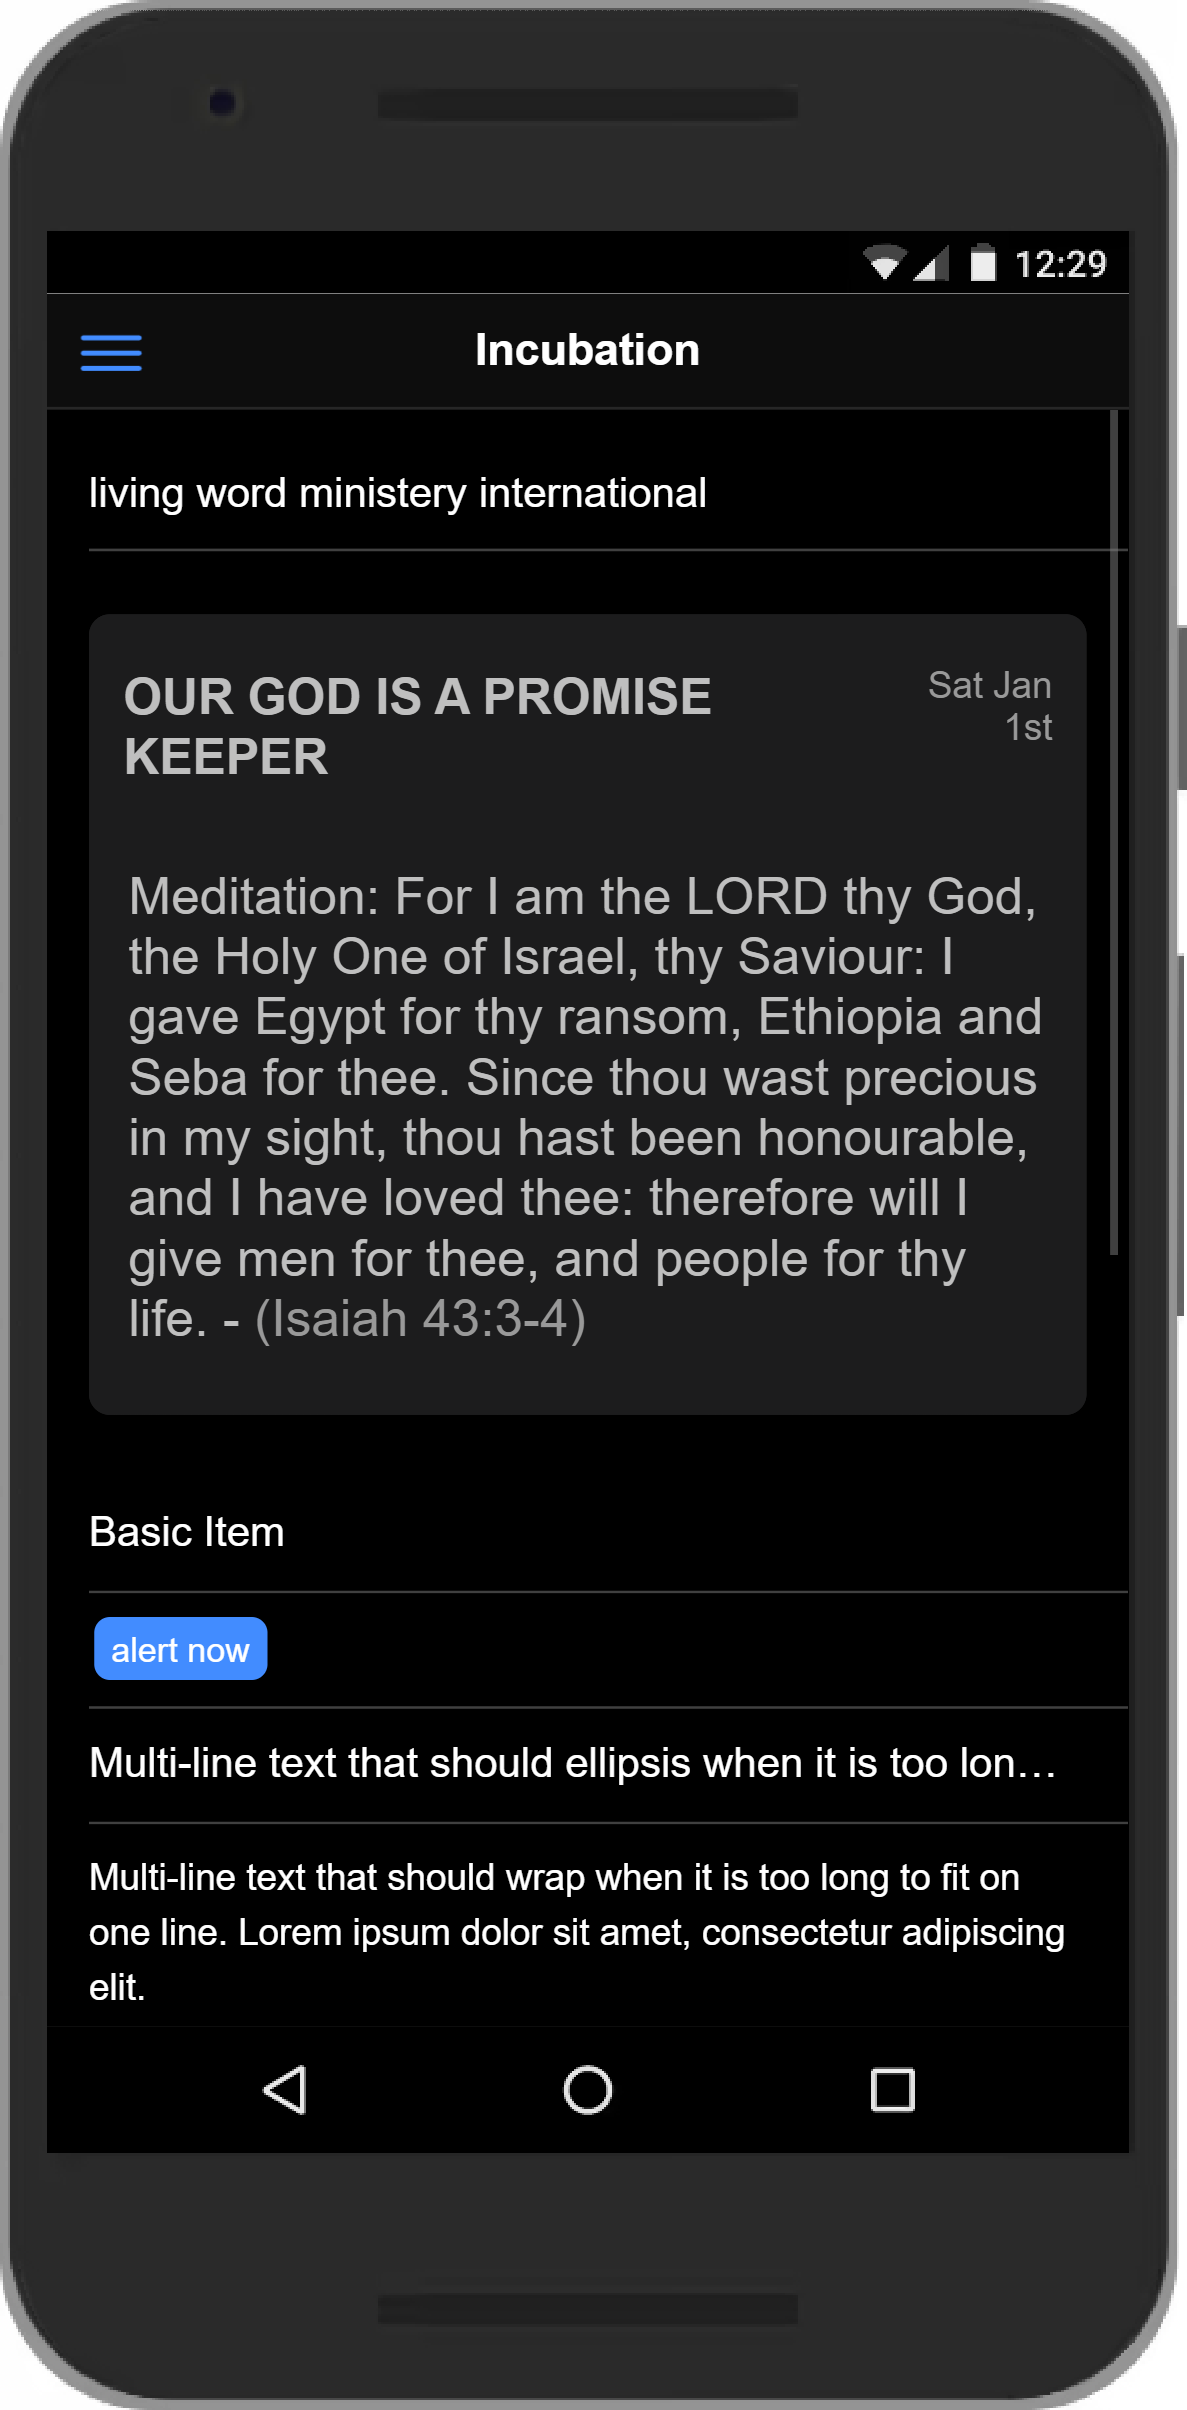 12:29
Incubation
living word ministery international
OUR GOD IS A PROMISE
KEEPER
Sat Jan
1st
Meditation: For I am the LORD thy God,
the Holy One of Israel, thy Saviour: I
gave Egypt for thy ransom, Ethiopia and
Seba for thee. Since thou wast precious
in my sight, thou hast been honourable,
and I have loved thee: therefore will I
give men for thee, and people for thy
life. - (Isaiah 43:3-4)
Basic Item
alert now
Multi-line text that should ellipsis when it is too lon...
Multi-line text that should wrap when it is too long to fit on
one line. Lorem ipsum dolor sit amet, consectetur adipiscing
elit.